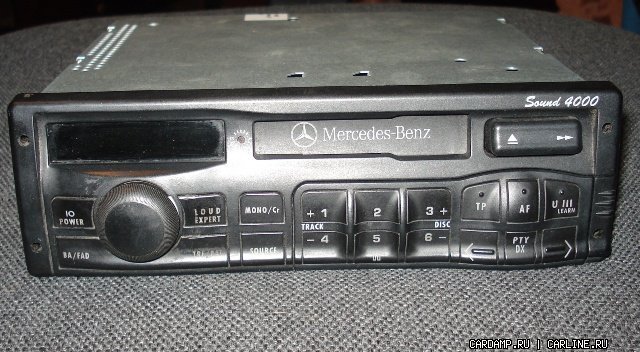 Sound 4000
Mercedes-Benz
IO POWER
LOUD EXPERT
MONO/Cr
+ 1
2
3 +
TP
AF
LEARN
TRACK
DISC
- 4
5
6 -
PTY DX
BA/FAD
SOURCE
CARDAMP.RU | CARLINE.RU